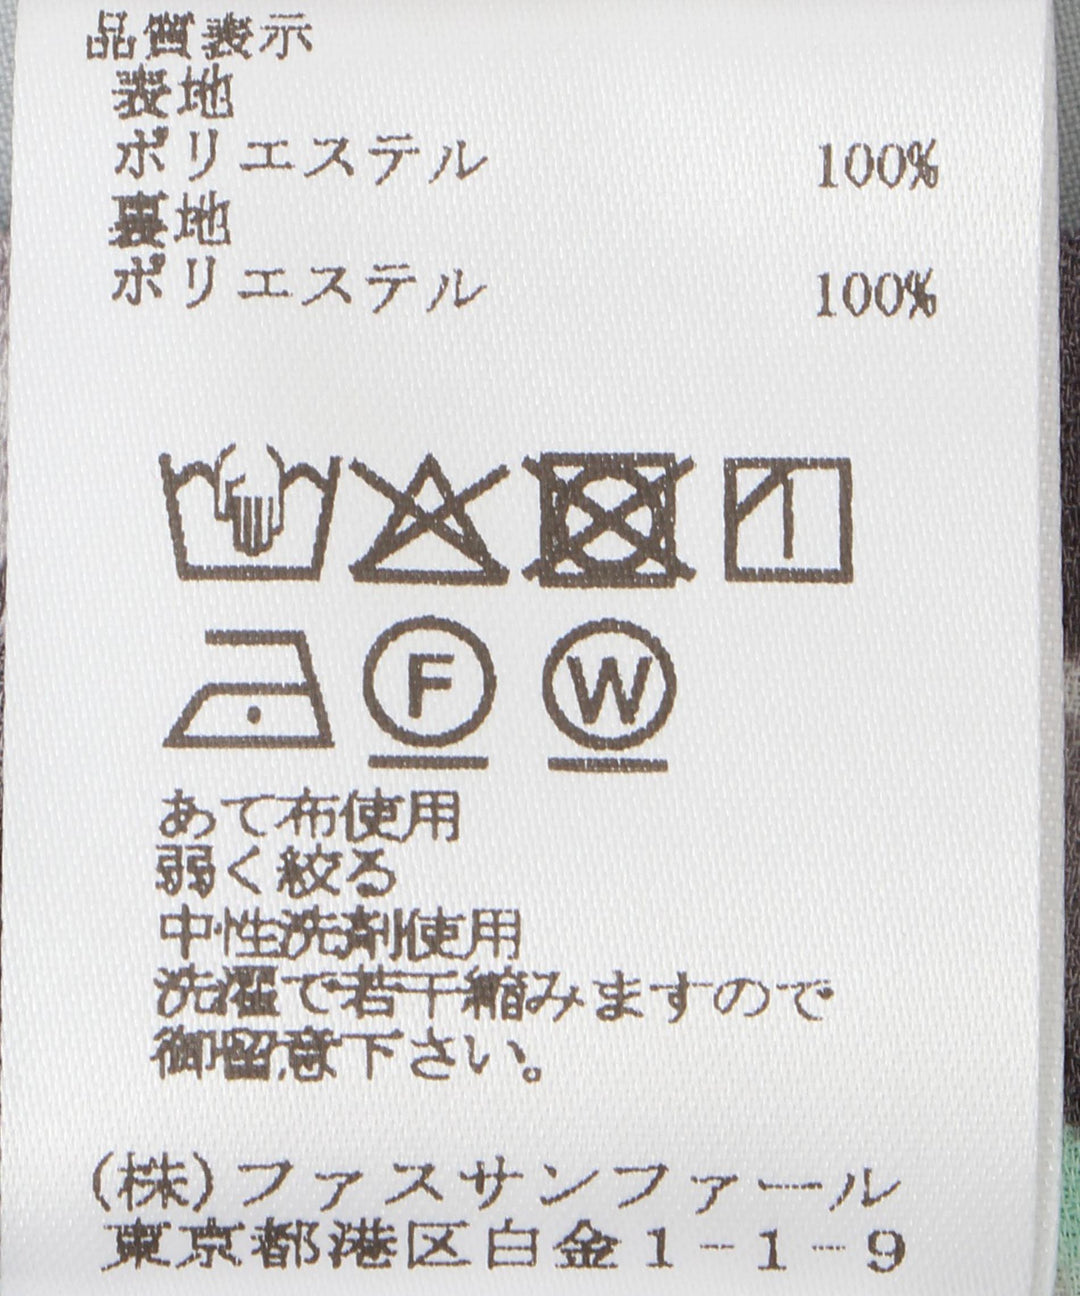 品質表示
表地
ポリエステル 100%
裏地
ポリエステル 100%
F W
あて布使用
弱く絞る
中性洗剤使用
洗濯で若干縮みますので
御留意下さい。
(株)ファスサンファール
東京都港区白金1-1-9